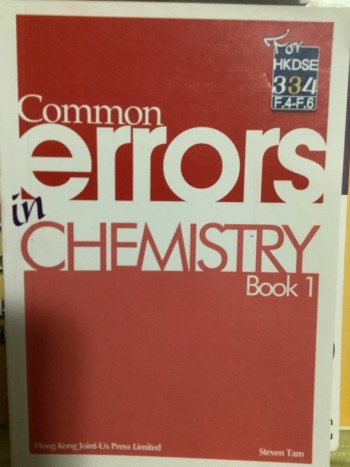 For
HKDSE
334
F.4-F.6
Common
errors
in
CHEMISTRY
Book 1
Hong Kong Joint-Us Press Limited
Steven Tam